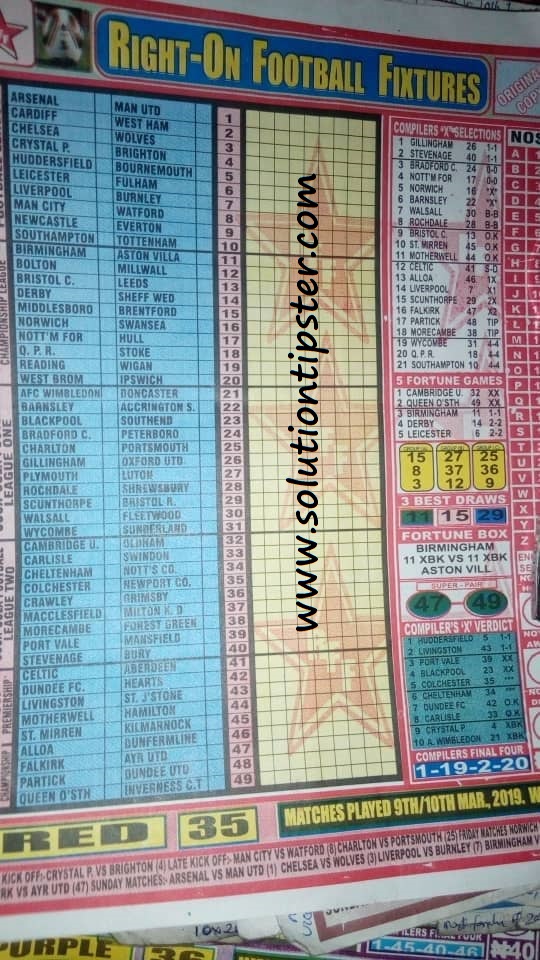 RIGHT-ON FOOTBALL FIXTURES
ORIGINAL
COPY
ARSENAL MAN UTD 1
CARDIFF WEST HAM 2
CHELSEA WOLVES 3
CRYSTAL P. BRIGHTON 4
HUDDERSFIELD BOURNEMOUTH 5
LEICESTER FULHAM 6
LIVERPOOL BURNLEY 7
MAN CITY WATFORD 8
NEWCASTLE EVERTON 9
SOUTHAMPTON TOTTENHAM 10
CHAMPIONSHIP LEAGUE
BIRMINGHAM ASTON VILLA 11
BOLTON MILLWALL 12
BRISTOL C. LEEDS 13
DERBY SHEFF WED 14
MIDDLESBORO BRENTFORD 15
NORWICH SWANSEA 16
NOTT'M FOR HULL 17
Q. P. R. STOKE 18
READING WIGAN 19
WEST BROM IPSWICH 20
LEAGUE ONE
AFC WIMBLEDON DONCASTER 21
BARNSLEY ACCRINGTON S. 22
BLACKPOOL SOUTHEND 23
BRADFORD C. PETERBORO 24
CHARLTON PORTSMOUTH 25
GILLINGHAM OXFORD UTD 26
PLYMOUTH LUTON 27
ROCHDALE SHREWSBURY 28
SCUNTHORPE BRISTOL R. 29
WALSALL FLEETWOOD 30
WYCOMBE SUNDERLAND 31
LEAGUE TWO
CAMBRIDGE U. OLDHAM 32
CARLISLE SWINDON 33
CHELTENHAM NOTT'S CO. 34
COLCHESTER NEWPORT CO. 35
CRAWLEY GRIMSBY 36
MACCLESFIELD MILTON K. D 37
MORECAMBE FOREST GREEN 38
PORT VALE MANSFIELD 39
STEVENAGE BURY 40
PREMIERSHIP
CELTIC ABERDEEN 41
DUNDEE FC. HEARTS 42
LIVINGSTON ST. J'STONE 43
MOTHERWELL HAMILTON 44
ST. MIRREN KILMARNOCK 45
CHAMPIONSHIP
ALLOA DUNFERMLINE 46
FALKIRK AYR UTD 47
PARTICK DUNDEE UTD 48
QUEEN O'STH INVERNESS C.T 49
www.solutiontipster.com
COMPILERS "X" SELECTIONS
1 GILLINGHAM 26 1-1
2 STEVENAGE 40 1-1
3 BRADFORD C. 24 0-0
4 NOTT'M FOR 17 0-0
5 NORWICH 16 "X"
6 BARNSLEY 22 "X"
7 WALSALL 30 B-B
8 ROCHDALE 28 B-B
9 BRISTOL C. 13 O.K
10 ST. MIRREN 45 O.K
11 MOTHERWELL 44 O.K
12 CELTIC 41 S-D
13 ALLOA 46 1X
14 LIVERPOOL 7 X1
15 SCUNTHORPE 29 2X
16 FALKIRK 47 X2
17 PARTICK 48 TIP
18 MORECAMBE 38 TIP
19 WYCOMBE 31 4-4
20 Q. P. R. 18 4-4
21 SOUTHAMPTON 10 4-4
5 FORTUNE GAMES
1 CAMBRIDGE U. 32 XX
2 QUEEN O'STH 49 XX
3 BIRMINGHAM 11 1-1
4 DERBY 14 2-2
5 LEICESTER 6 2-2
15 27 25
8 37 36
3 12 9
3 BEST DRAWS
11 15 29
FORTUNE BOX
BIRMINGHAM
11 XBK VS 11 XBK
ASTON VILL
SUPER - PAIR
47 49
COMPILER'S 'X' VERDICT
1 HUDDERSFIELD 5 1-1
2 LIVINGSTON 43 1-1
3 PORT VALE 39 XX
4 BLACKPOOL 23 XX
5 COLCHESTER 35 ***
6 CHELTENHAM 34 ***
7 DUNDEE FC 42 O.K
8 CARLISLE 33 O.K
9 CRYSTAL P 4 XBK
10 A. WIMBLEDON 21 XBK
COMPILERS FINAL FOUR
1-19-2-20
NOS
A
B
C
D
E
F
G
H
I
J
K
L
M
N
O
P
Q
R
S
T
U
V
W
X
Y
Z
RED 35
MATCHES PLAYED 9TH/10TH MAR., 2019. W
KICK OFF:-CRYSTAL P. VS BRIGHTON (4) LATE KICK OFF:- MAN CITY VS WATFORD (8) CHARLTON VS PORTSMOUTH (25) FRIDAY MATCHES NORWICH
RK VS AYR UTD (47) SUNDAY MATCHES:- ARSENAL VS MAN UTD (1) CHELSEA VS WOLVES (3) LIVERPOOL VS BURNLEY (7) BIRMINGHAM V
PURPLE 36
COMPILERS FINAL FOUR
1-45-40-46
₦40